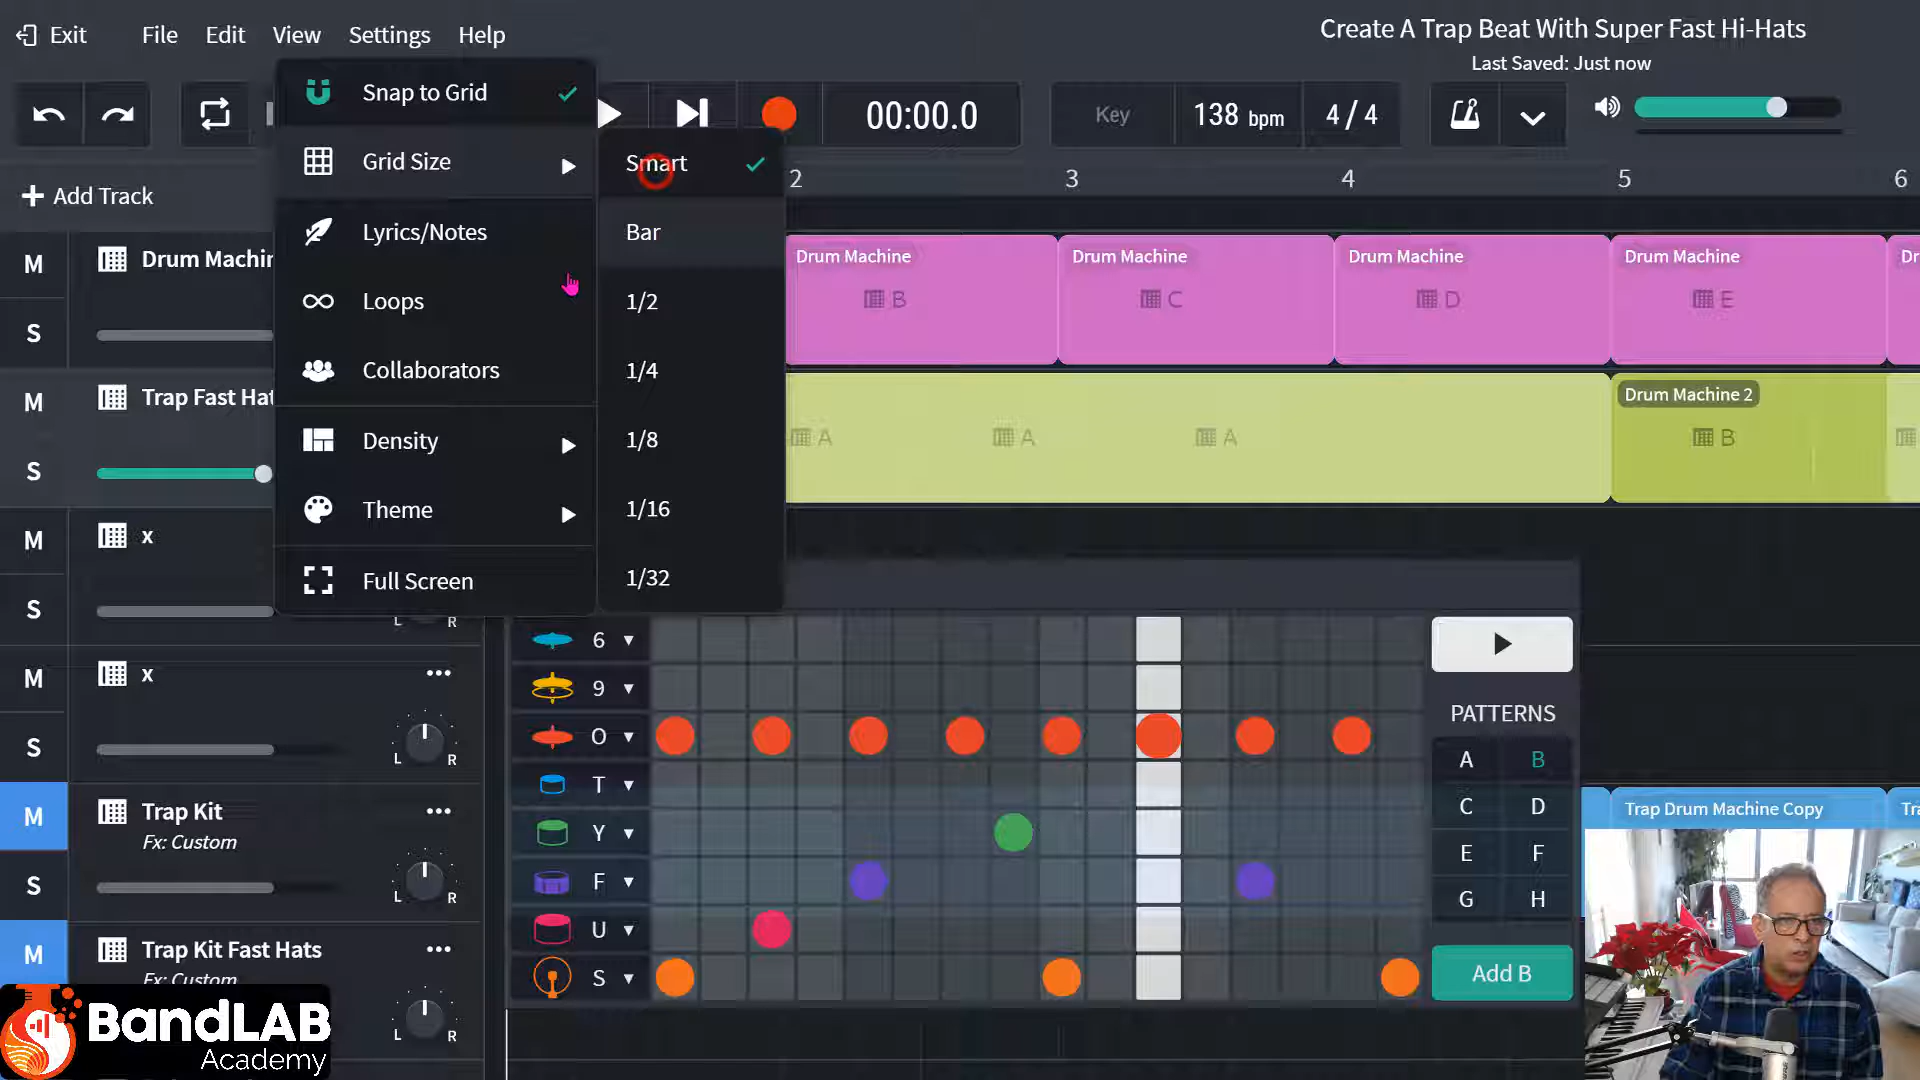 Exit File Edit View Settings Help
Create A Trap Beat With Super Fast Hi-Hats
Last Saved: Just now
00:00.0
Key 138 bpm 4 / 4
Snap to Grid
Grid Size
Lyrics/Notes
Loops
Collaborators
Density
Theme
Full Screen
Smart
Bar
1/2
1/4
1/8
1/16
1/32
+ Add Track
2 3 4 5 6
M Drum Machin
S
M Trap Fast Hat
S
M x
S
L R
M x
S
L R
M Trap Kit
Fx: Custom
S
L R
M Trap Kit Fast Hats
Fx: Custom
L R
Drum Machine Drum Machine Drum Machine Drum Machine Dr
B C D E
Drum Machine 2
A A A B
6
9
O
T
Y
F
U
S
PATTERNS
A B
C D
E F
G H
Add B
Trap Drum Machine Copy Tra
BandLAB
Academy